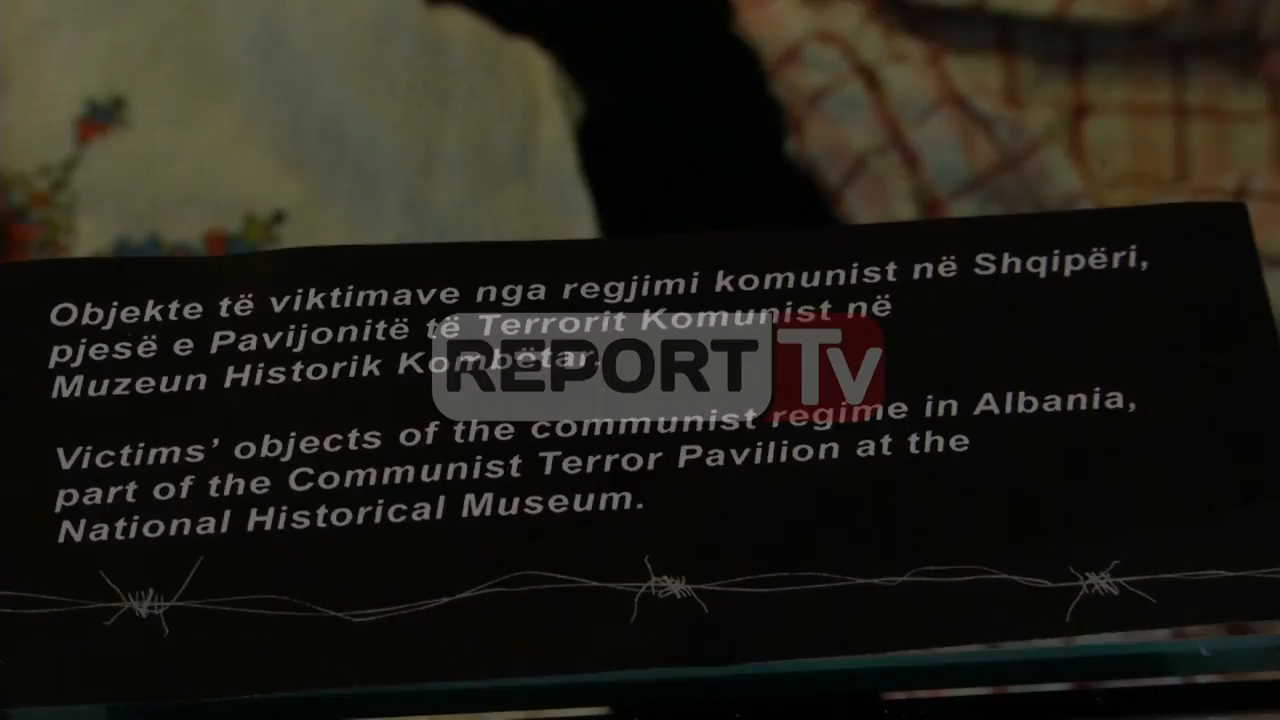 Objekte të viktimave nga regjimi komunist në Shqipëri,
pjesë e Pavijonitë të Terrorit Komunist në
Muzeun Historik Kombëtar.
REPORT Tv
Victims’ objects of the communist regime in Albania,
part of the Communist Terror Pavilion at the
National Historical Museum.